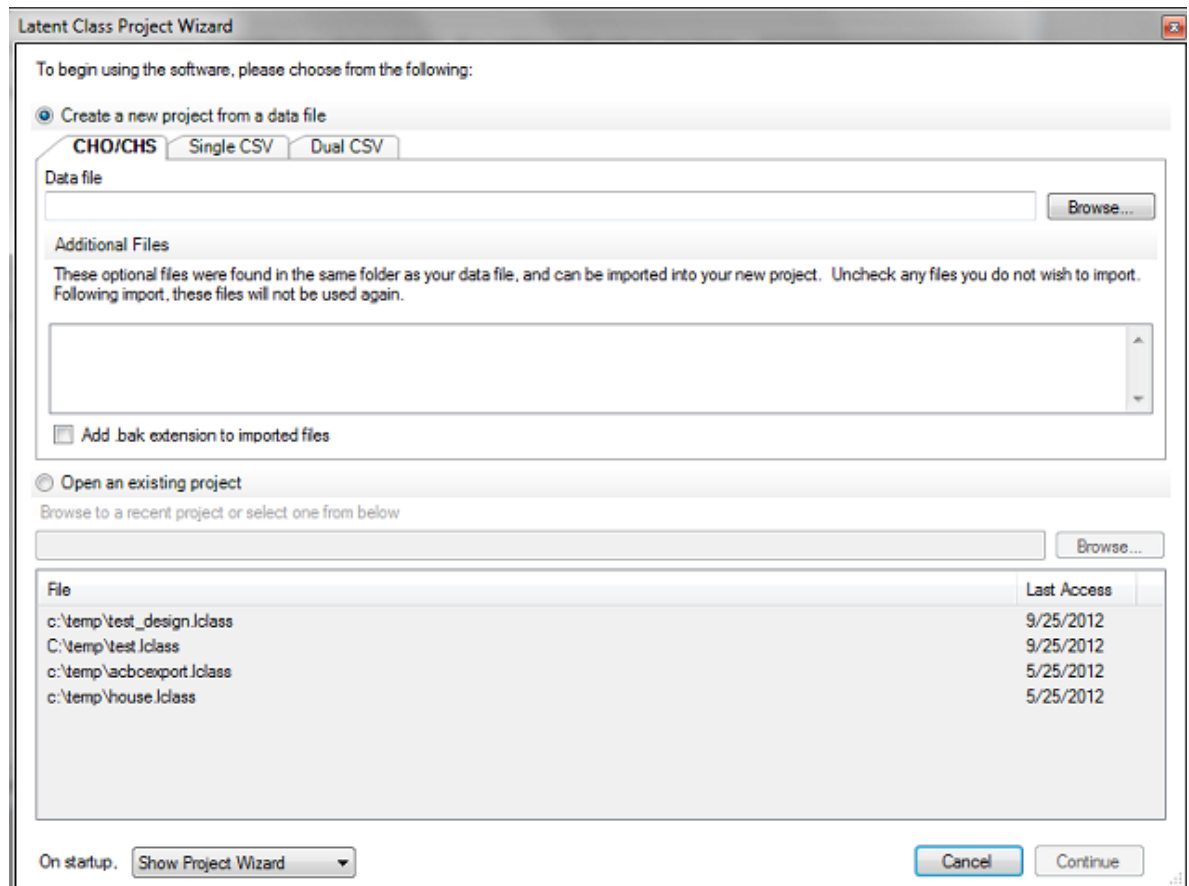 Latent Class Project Wizard
To begin using the software, please choose from the following:
Create a new project from a data file
CHO/CHS Single CSV Dual CSV
Data file
Browse...
Additional Files
These optional files were found in the same folder as your data file, and can be imported into your new project. Uncheck any files you do not wish to import.
Following import, these files will not be used again.
Add .bak extension to imported files
Open an existing project
Browse to a recent project or select one from below
Browse...
File Last Access
c:\temp\test_design.lclass 9/25/2012
C:\temp\test.lclass 9/25/2012
c:\temp\acbcexport.lclass 5/25/2012
c:\temp\house.lclass 5/25/2012
On startup, Show Project Wizard Cancel Continue